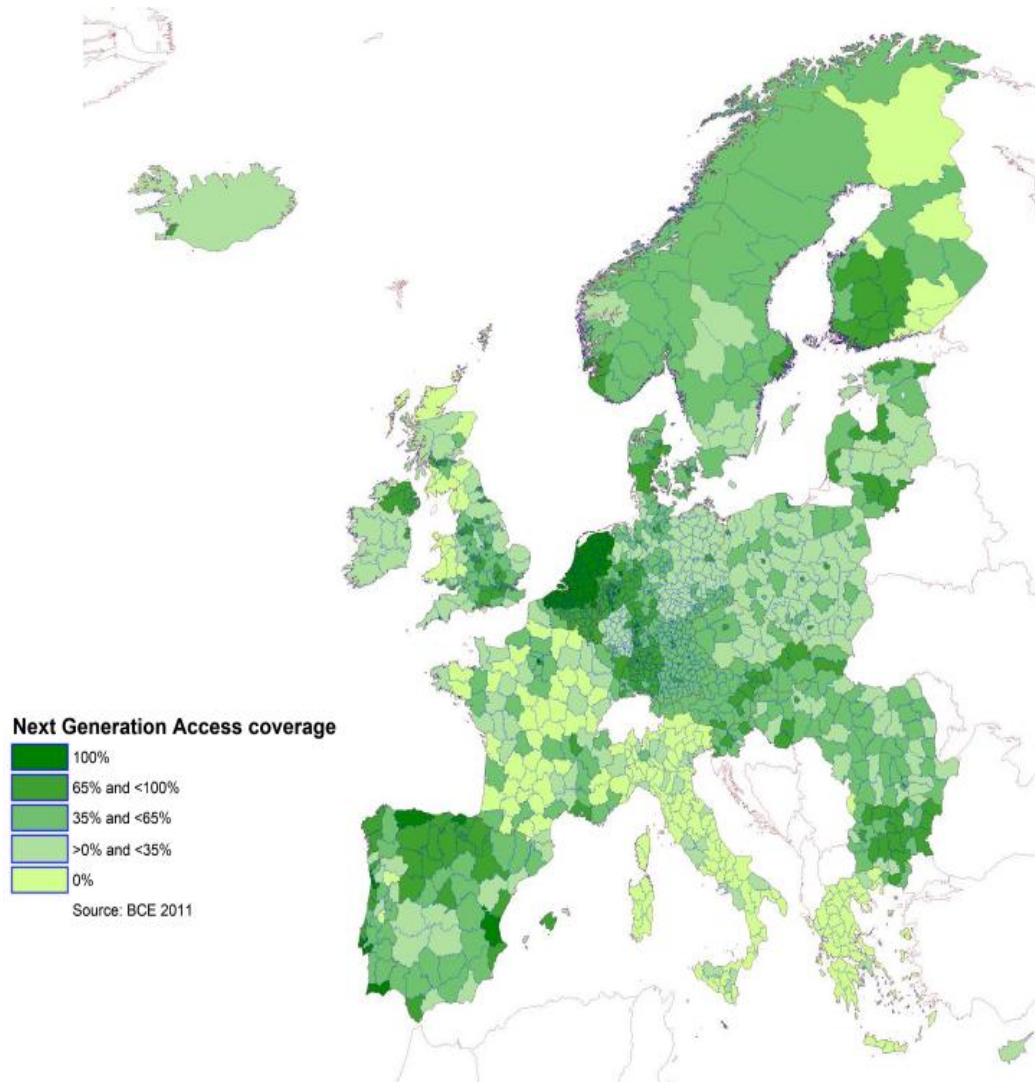 Next Generation Access coverage
100%
65% and <100%
35% and <65%
>0% and <35%
0%
Source: BCE 2011